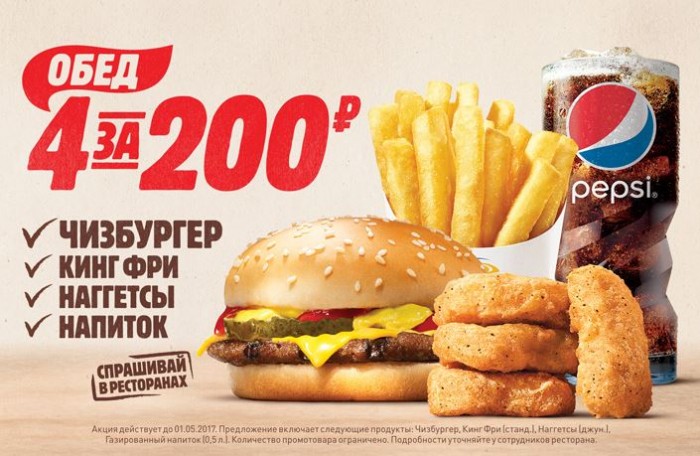 ОБЕД
4 ЗА 200 ₽
ЧИЗБУРГЕР
КИНГ ФРИ
НАГГЕТСЫ
НАПИТОК
СПРАШИВАЙ
В РЕСТОРАНАХ
pepsi®
Акция действует до 01.05.2017. Предложение включает следующие продукты: Чизбургер, Кинг Фри (станд.), Наггетсы (джун.),
Газированный напиток (0,5 л.). Количество промотовара ограничено. Подробности уточняйте у сотрудников ресторана.